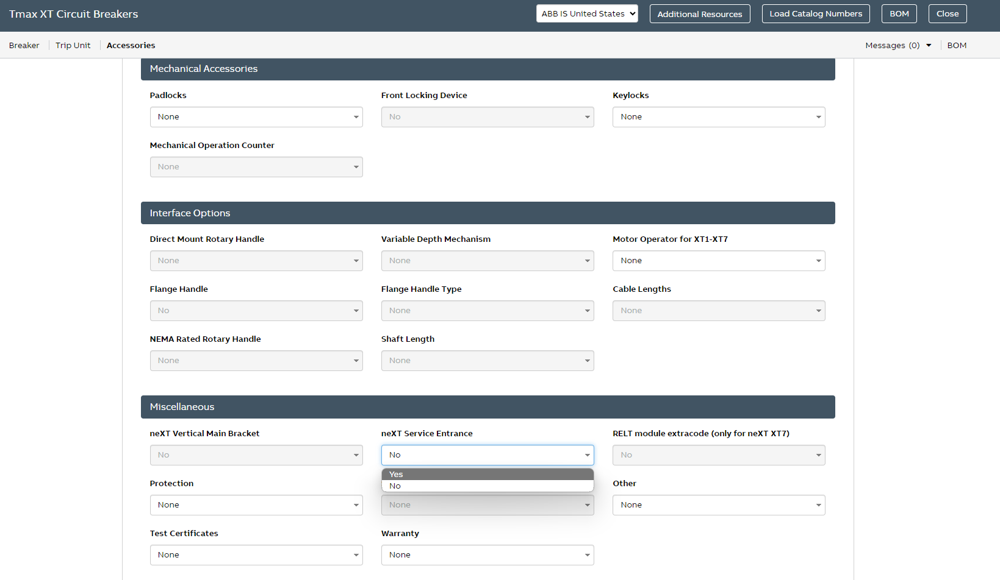 Tmax XT Circuit Breakers
ABB IS United States
Additional Resources
Load Catalog Numbers
BOM
Close
Breaker
Trip Unit
Accessories
Messages (0)
BOM
Mechanical Accessories
Padlocks
Front Locking Device
Keylocks
None
No
None
Mechanical Operation Counter
None
Interface Options
Direct Mount Rotary Handle
Variable Depth Mechanism
Motor Operator for XT1-XT7
None
None
None
Flange Handle
Flange Handle Type
Cable Lengths
No
None
None
NEMA Rated Rotary Handle
Shaft Length
None
None
Miscellaneous
neXT Vertical Main Bracket
neXT Service Entrance
RELT module extracode (only for neXT XT7)
No
No
No
Yes
No
Protection
Other
None
None
None
Test Certificates
Warranty
None
None